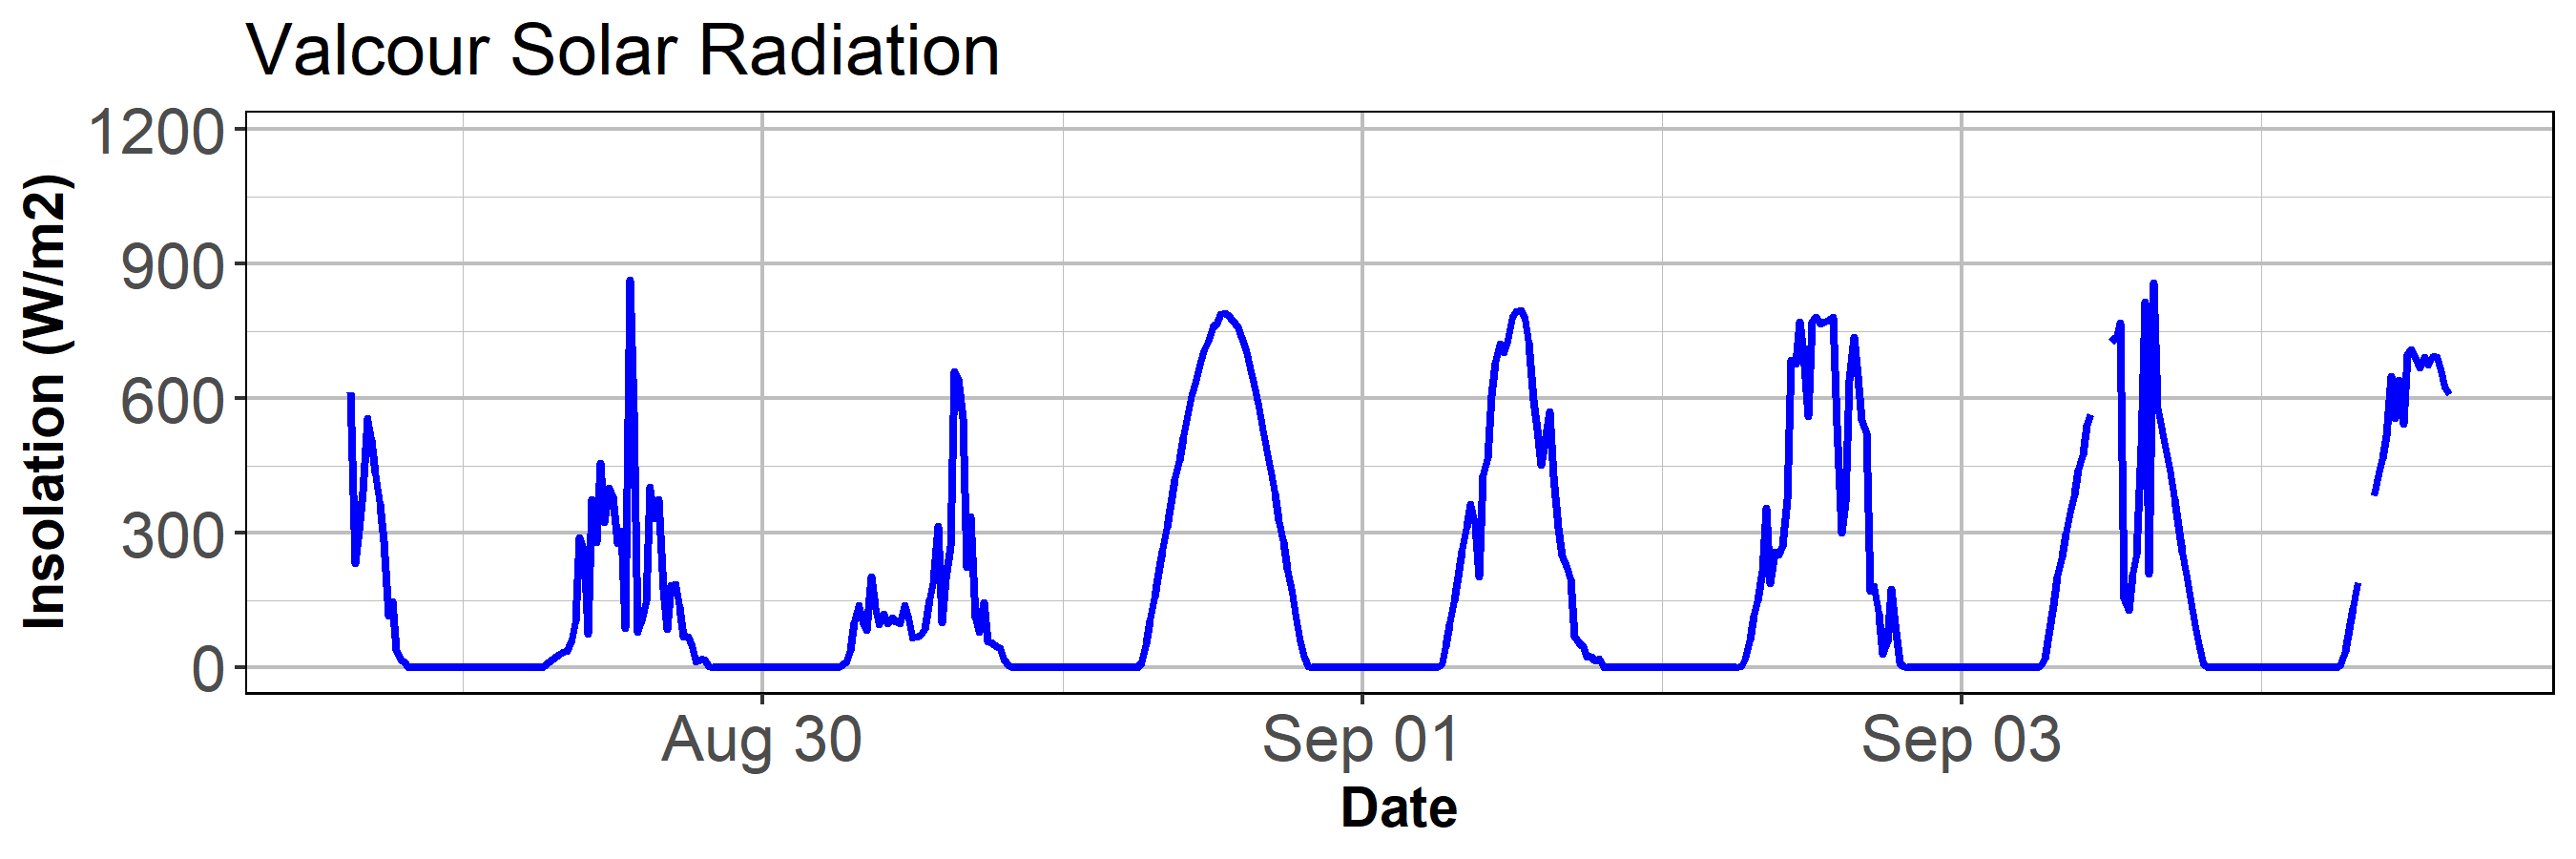 Valcour Solar Radiation
Insolation (W/m2)
1200
900
600
300
0
Aug 30
Sep 01
Sep 03
Date